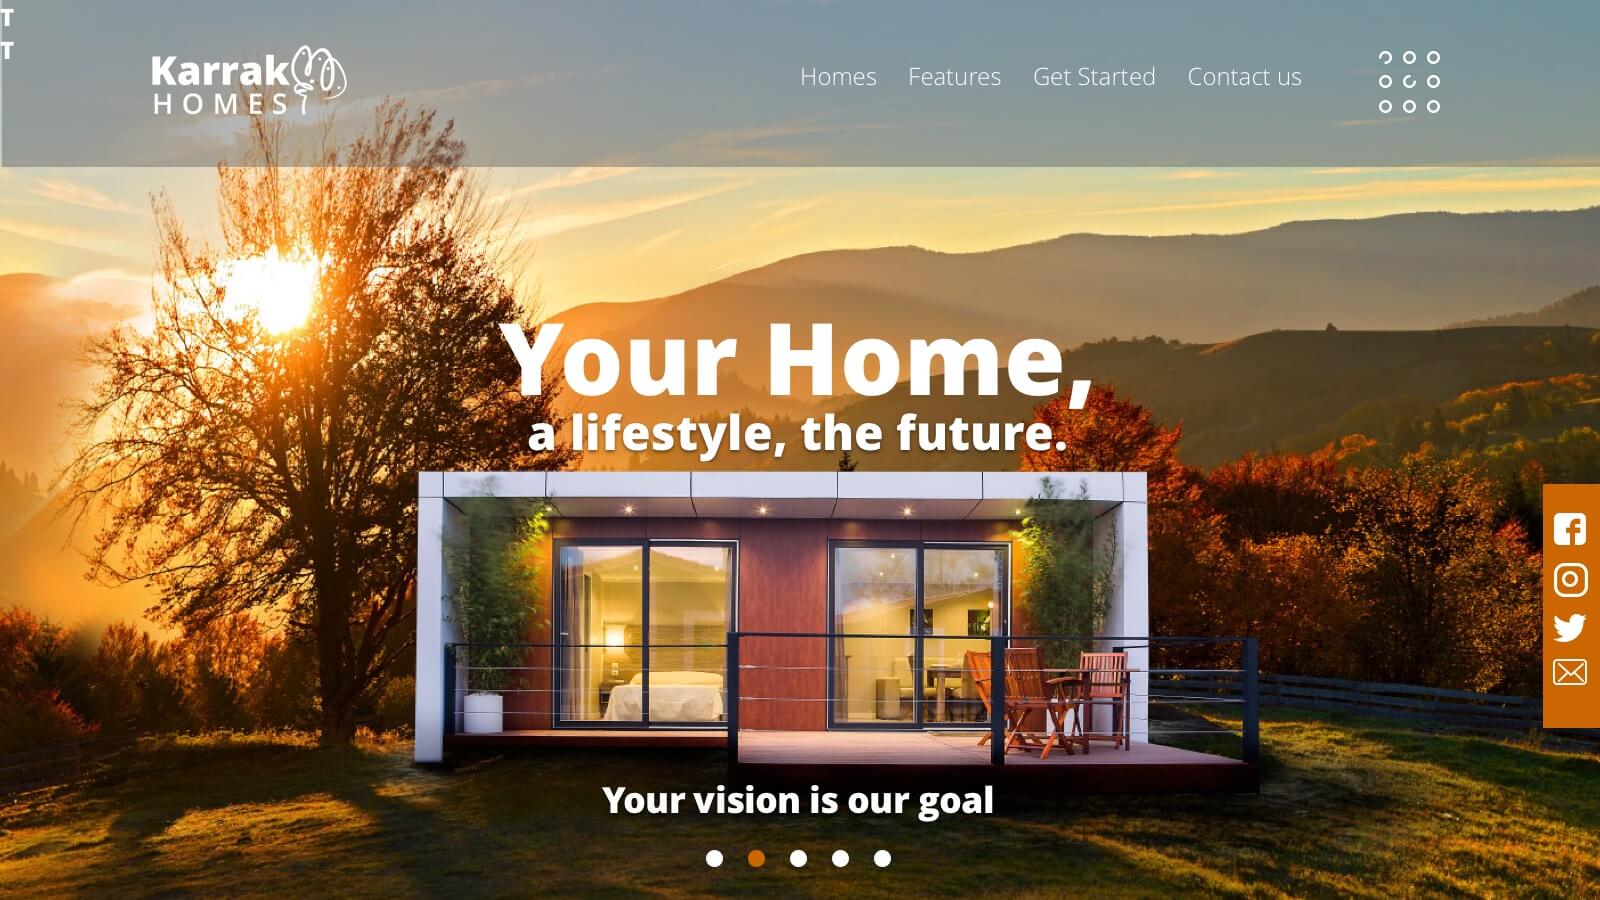 T
T
Karrak
HOMES
Homes
Features
Get Started
Contact us
Your Home,
a lifestyle, the future.
Your vision is our goal